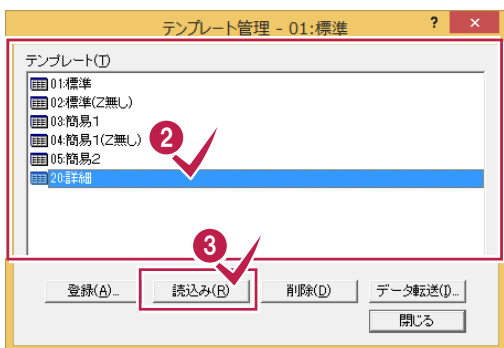 テンプレート管理 - 01:標準
? ×
テンプレート(T)
01:標準
02:標準(Z無し)
03:簡易1
04:簡易1(Z無し)
05:簡易2
20:詳細
2
3
登録(A)... 読込み(R) 削除(D) データ転送(I)...
閉じる